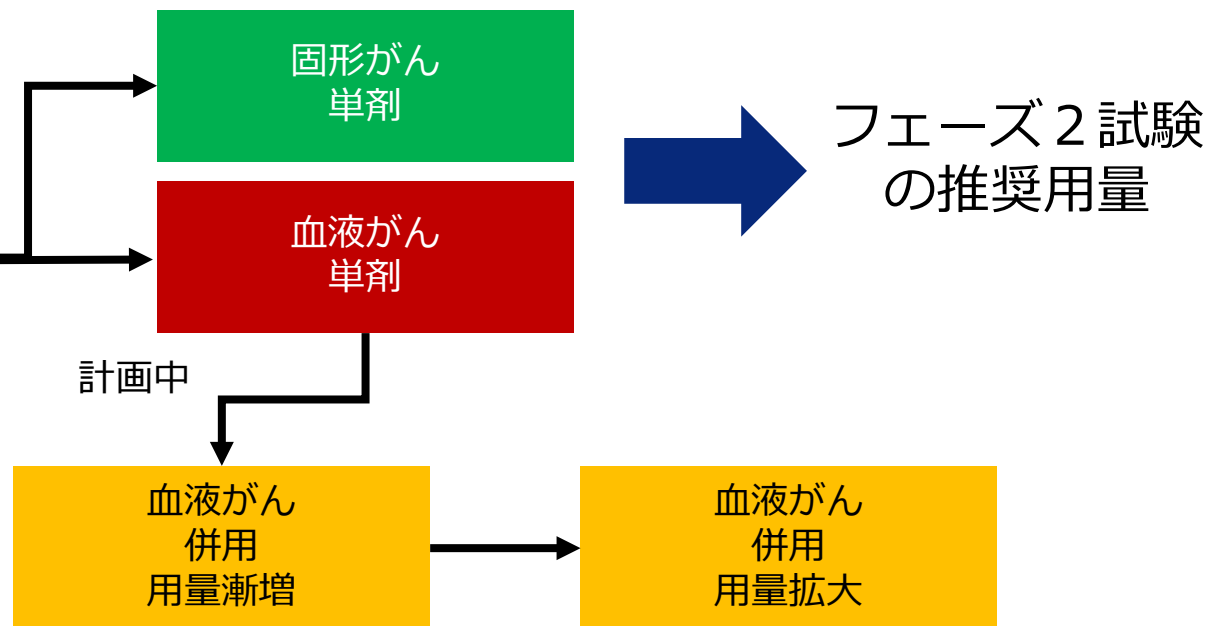 固形がん
単剤
フェーズ２試験
の推奨用量
血液がん
単剤
計画中
血液がん
併用
用量漸増
血液がん
併用
用量拡大